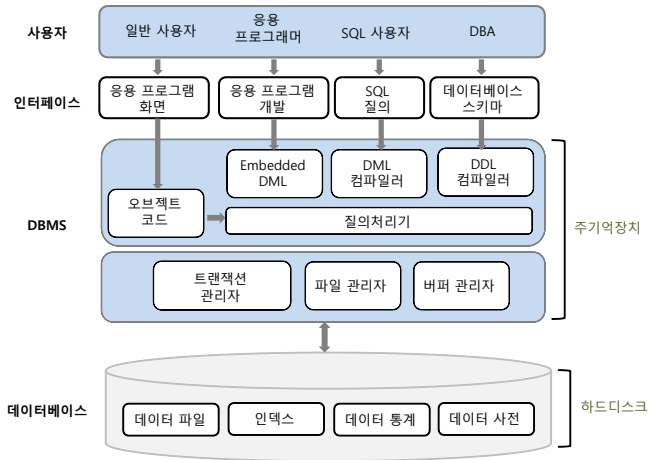 사용자
일반 사용자
응용
프로그래머
SQL 사용자
DBA
인터페이스
응용 프로그램
화면
응용 프로그램
개발
SQL
질의
데이터베이스
스키마
DBMS
Embedded
DML
DML
컴파일러
DDL
컴파일러
오브젝트
코드
질의처리기
주기억장치
트랜잭션
관리자
파일 관리자
버퍼 관리자
데이터베이스
데이터 파일
인덱스
데이터 통계
데이터 사전
하드디스크